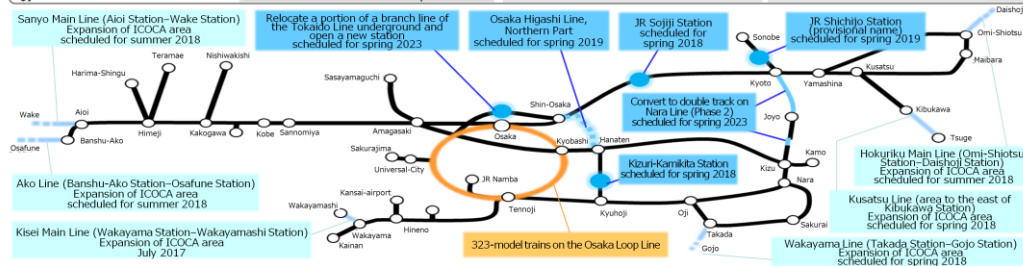 Sanyo Main Line (Aioi Station–Wake Station)
Expansion of ICOCA area
scheduled for summer 2018
Relocate a portion of a branch line of
the Tokaido Line underground and
open a new station
scheduled for spring 2023
Osaka Higashi Line,
Northern Part
scheduled for spring 2019
JR Sojiji Station
scheduled for
spring 2018
JR Shichijo Station
(provisional name)
scheduled for spring 2019
Daishoji
Omi-Shiotsu
Maibara
Sonobe
Kyoto
Yamashina
Kusatsu
Nishiwakishi
Teramae
Harima-Shingu
Sasayamaguchi
Shin-Osaka
Convert to double track on
Nara Line (Phase 2)
scheduled for spring 2023
Joyo
Kibukawa
Tsuge
Wake
Aioi
Osafune
Banshu-Ako
Himeji
Kakogawa
Kobe
Sannomiya
Amagasaki
Osaka
Kyobashi
Hanaten
Sakurajima
Universal-City
JR Namba
Kizuri-Kamikita Station
scheduled for spring 2018
Kamo
Kizu
Nara
Hokuriku Main Line (Omi-Shiotsu
Station–Daishoji Station)
Expansion of ICOCA area
scheduled for summer 2018
Ako Line (Banshu-Ako Station–Osafune Station)
Expansion of ICOCA area
scheduled for summer 2018
Kansai-airport
Wakayamashi
Wakayama
Hineno
Kainan
Tennoji
Kyuhoji
Oji
Takada
Gojo
Sakurai
Kusatsu Line (area to the east of
Kibukawa Station)
Expansion of ICOCA area
scheduled for spring 2018
Kisei Main Line (Wakayama Station–Wakayamashi Station)
Expansion of ICOCA area
July 2017
323-model trains on the Osaka Loop Line
Wakayama Line (Takada Station–Gojo Station)
Expansion of ICOCA area
scheduled for spring 2018